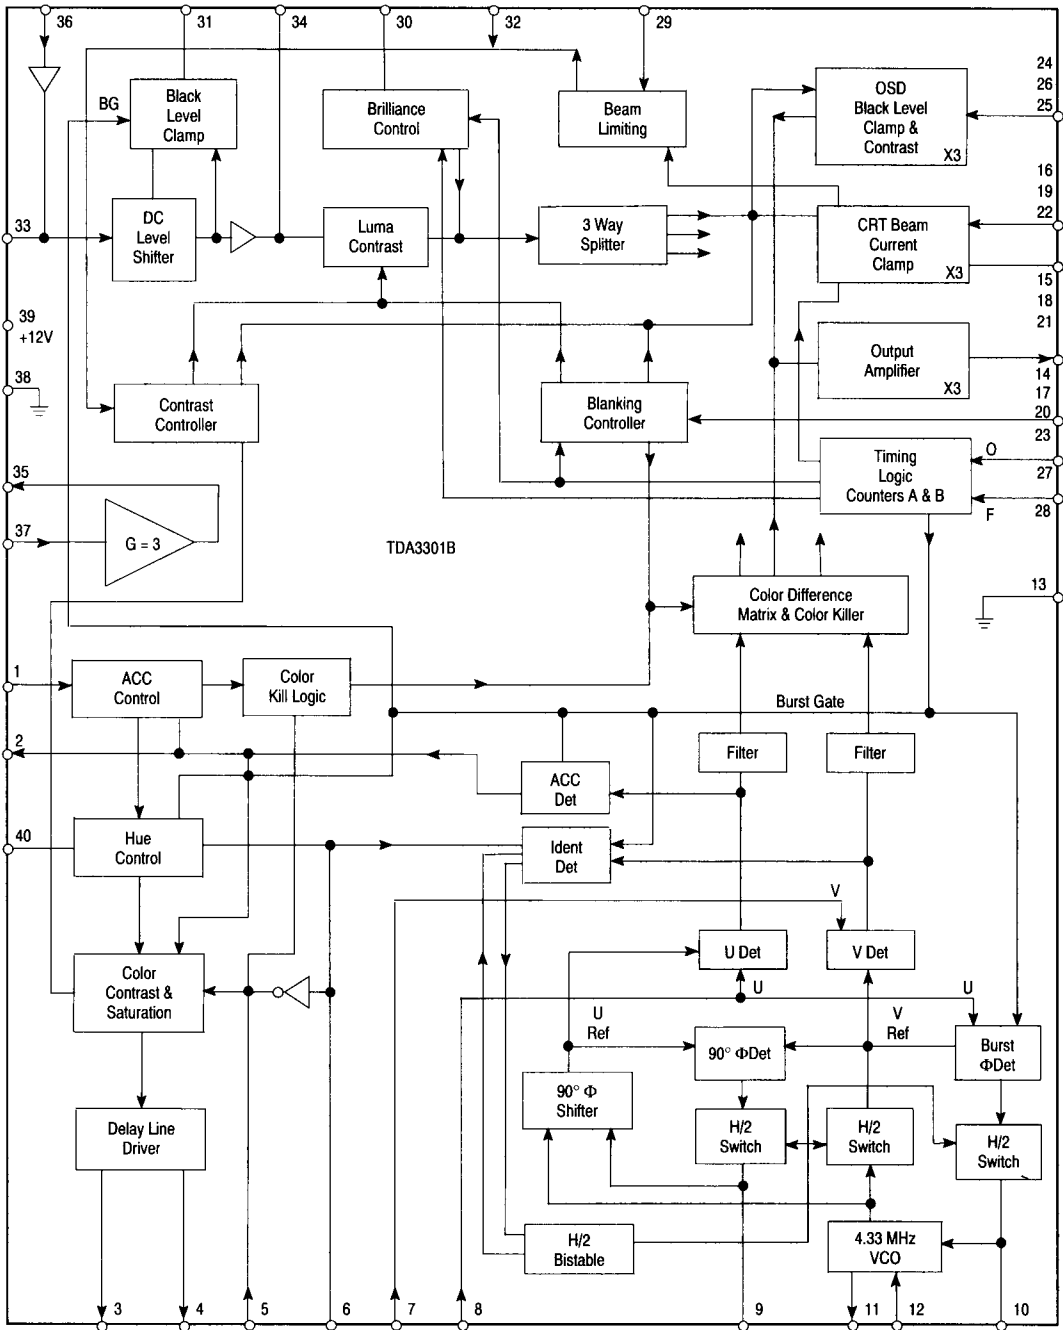 36
31
34
30
32
29
24
26
25
BG
Black
Level
Clamp
Brilliance
Control
Beam
Limiting
OSD
Black Level
Clamp &
Contrast
X3
16
19
22
33
DC
Level
Shifter
Luma
Contrast
3 Way
Splitter
CRT Beam
Current
Clamp
X3
15
18
21
39
+12V
38
Contrast
Controller
Blanking
Controller
Output
Amplifier
X3
14
17
20
23
35
37
G = 3
TDA3301B
Timing
Logic
Counters A & B
O
27
F
28
Color Difference
Matrix & Color Killer
13
1
ACC
Control
Color
Kill Logic
Burst Gate
2
Filter
Filter
ACC
Det
40
Hue
Control
Ident
Det
V
U Det
V Det
Color
Contrast &
Saturation
U
U
U
Ref
V
Ref
90° ΦDet
Burst
ΦDet
90° Φ
Shifter
Delay Line
Driver
H/2
Switch
H/2
Switch
H/2
Switch
H/2
Bistable
4.33 MHz
VCO
3
4
5
6
7
8
9
11
12
10